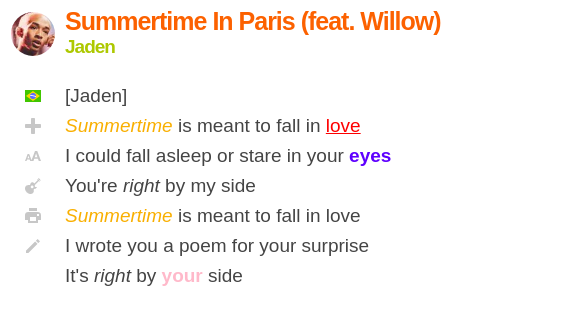 Summertime In Paris (feat. Willow)
Jaden
[Jaden]
Summertime is meant to fall in love
AA
I could fall asleep or stare in your eyes
You're right by my side
Summertime is meant to fall in love
I wrote you a poem for your surprise
It's right by your side